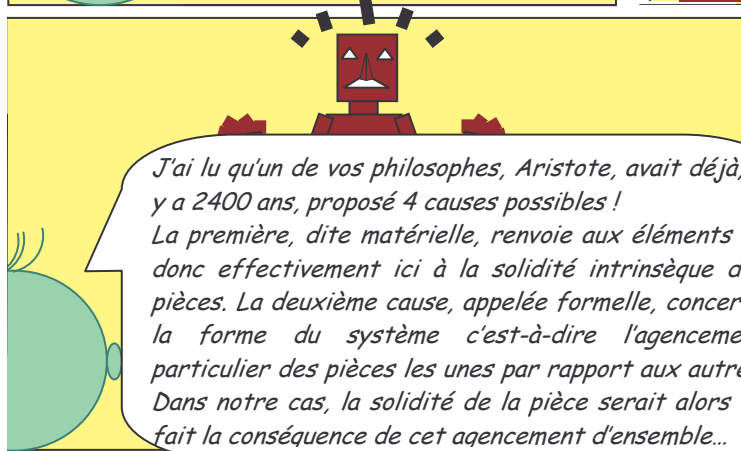 J'ai lu qu'un de vos philosophes, Aristote, avait déjà,
y a 2400 ans, proposé 4 causes possibles !
La première, dite matérielle, renvoie aux éléments
donc effectivement ici à la solidité intrinsèque d
pièces. La deuxième cause, appelée formelle, concer
la forme du système c'est-à-dire l'agenceme
particulier des pièces les unes par rapport aux autre
Dans notre cas, la solidité de la pièce serait alors
fait la conséquence de cet agencement d'ensemble…